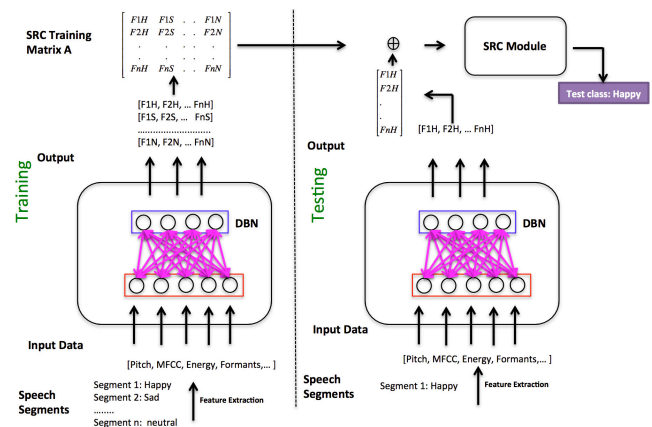 SRC Training
Matrix A
F1H F1S . . F1N
F2H F2S . . F2N
. . . . .
. . . . .
FnH FnS . . FnN
[F1H, F2H, ... FnH]
[F1S, F2S, ... FnS]
............................
[F1N, F2N, ... FnN]
Output
Training
DBN
Input Data
[Pitch, MFCC, Energy, Formants,... ]
Speech
Segments
Segment 1: Happy
Segment 2: Sad
........
Segment n: neutral
Feature Extraction
⊕
SRC Module
Test class: Happy
F1H
F2H
.
.
FnH
[F1H, F2H, ... FnH]
Output
Testing
DBN
Input Data
[Pitch, MFCC, Energy, Formants,... ]
Speech
Segments
Segment 1: Happy
Feature Extraction